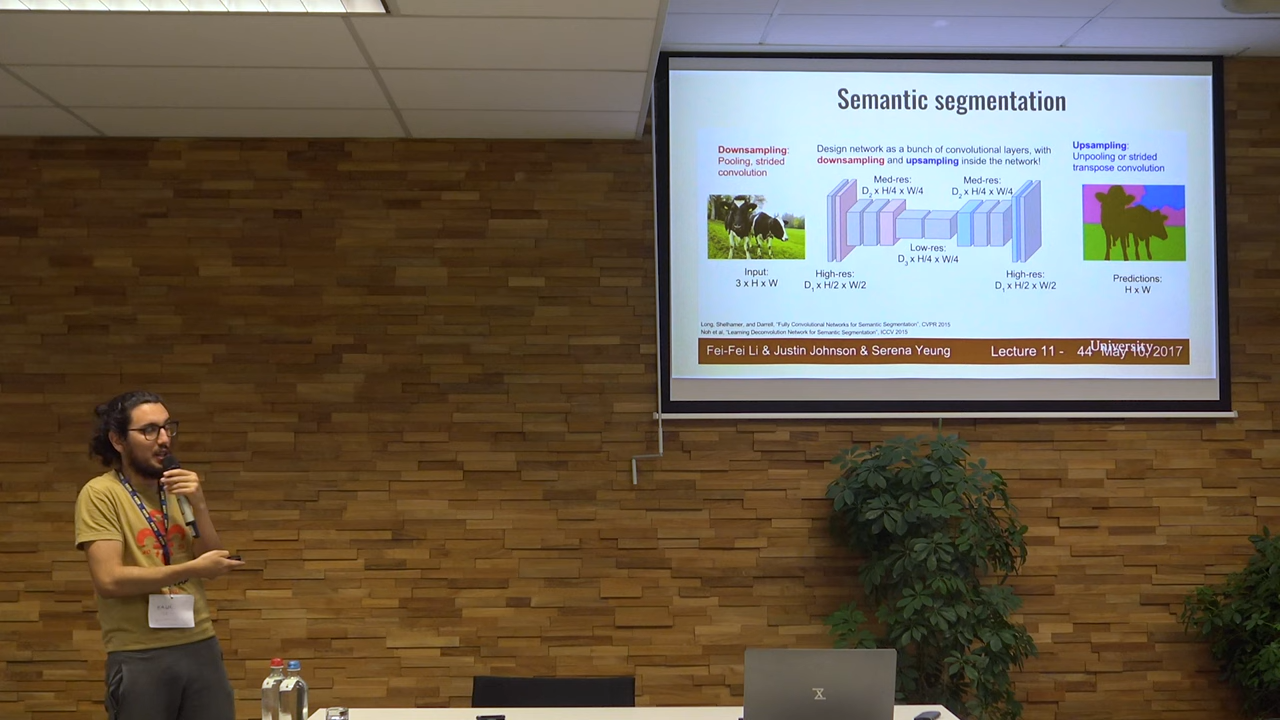 Semantic segmentation
Downsampling:
Pooling, strided
convolution
Design network as a bunch of convolutional layers, with
downsampling and upsampling inside the network!
Upsampling:
Unpooling or strided
transpose convolution
Med-res:
D2 x H/4 x W/4
Med-res:
D2 x H/4 x W/4
Low-res:
D3 x H/4 x W/4
Input:
3 x H x W
High-res:
D1 x H/2 x W/2
High-res:
D1 x H/2 x W/2
Predictions:
H x W
Long, Shelhamer, and Darrell, "Fully Convolutional Networks for Semantic Segmentation", CVPR 2015
Noh et al, "Learning Deconvolution Network for Semantic Segmentation", ICCV 2015
Fei-Fei Li & Justin Johnson & Serena Yeung
Lecture 11 - 44 May 10, 2017
University